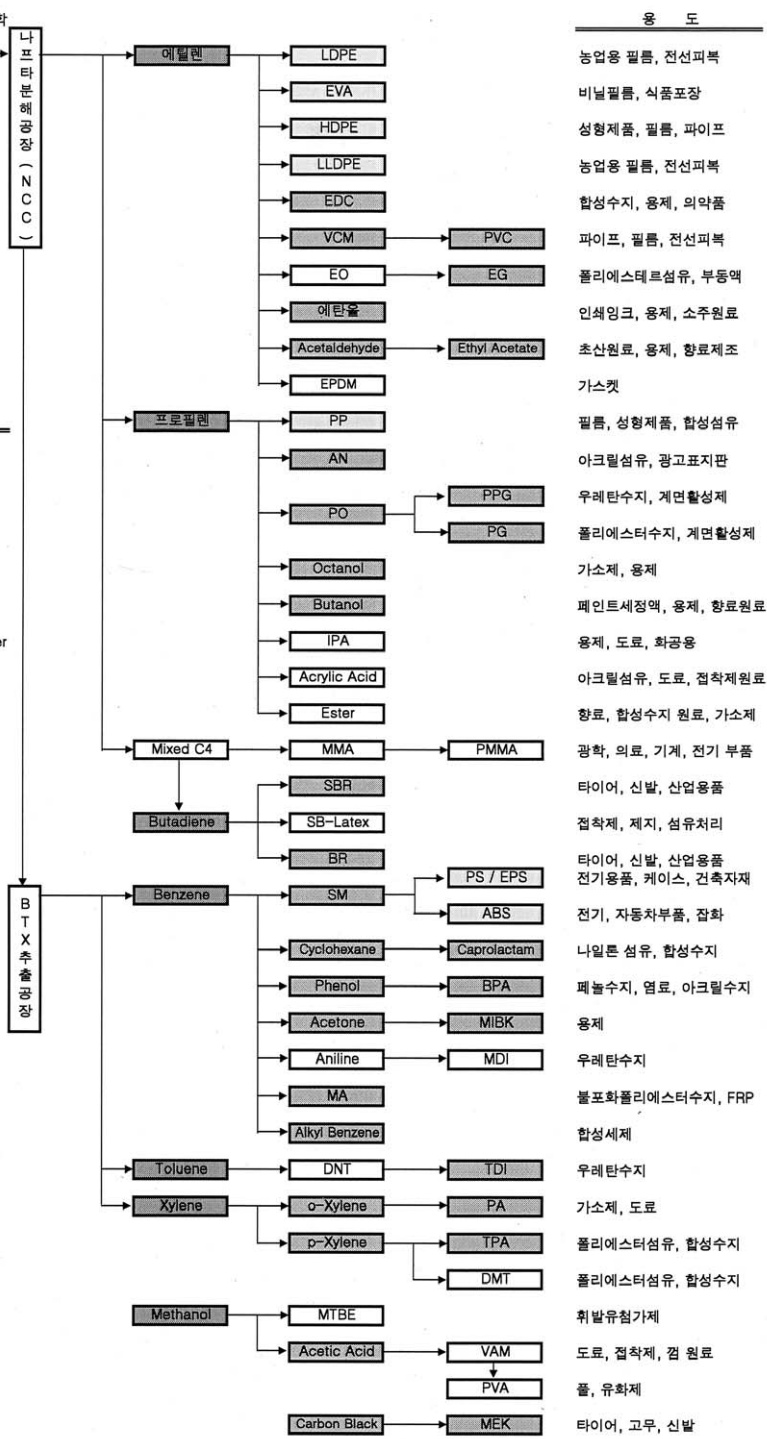 학
용 도
나프타분해공장(NCC)
에틸렌 LDPE 농업용 필름, 전선피복
EVA 비닐필름, 식품포장
HDPE 성형제품, 필름, 파이프
LLDPE 농업용 필름, 전선피복
EDC 합성수지, 용제, 의약품
VCM PVC 파이프, 필름, 전선피복
EO EG 폴리에스테르섬유, 부동액
에탄올 인쇄잉크, 용제, 소주원료
Acetaldehyde Ethyl Acetate 초산원료, 용제, 향료제조
EPDM 가스켓
프로필렌 PP 필름, 성형제품, 합성섬유
AN 아크릴섬유, 광고표지판
PPG 우레탄수지, 계면활성제
PO
PG 폴리에스터수지, 계면활성제
Octanol 가소제, 용제
Butanol 페인트세정액, 용제, 향료원료
er
IPA 용제, 도료, 화공용
Acrylic Acid 아크릴섬유, 도료, 접착제원료
Ester 향료, 합성수지 원료, 가소제
Mixed C4 MMA PMMA 광학, 의료, 기계, 전기 부품
SBR 타이어, 신발, 산업용품
Butadiene SB-Latex 접착제, 제지, 섬유처리
BR 타이어, 신발, 산업용품
PS / EPS 전기용품, 케이스, 건축자재
BTX추출공장
Benzene SM
ABS 전기, 자동차부품, 잡화
Cyclohexane Caprolactam 나일론 섬유, 합성수지
Phenol BPA 페놀수지, 염료, 아크릴수지
Acetone MIBK 용제
Aniline MDI 우레탄수지
MA 불포화폴리에스터수지, FRP
Alkyl Benzene 합성세제
Toluene DNT TDI 우레탄수지
Xylene o-Xylene PA 가소제, 도료
p-Xylene TPA 폴리에스터섬유, 합성수지
DMT 폴리에스터섬유, 합성수지
Methanol MTBE 휘발유첨가제
Acetic Acid VAM 도료, 접착제, 껌 원료
PVA 풀, 유화제
Carbon Black MEK 타이어, 고무, 신발